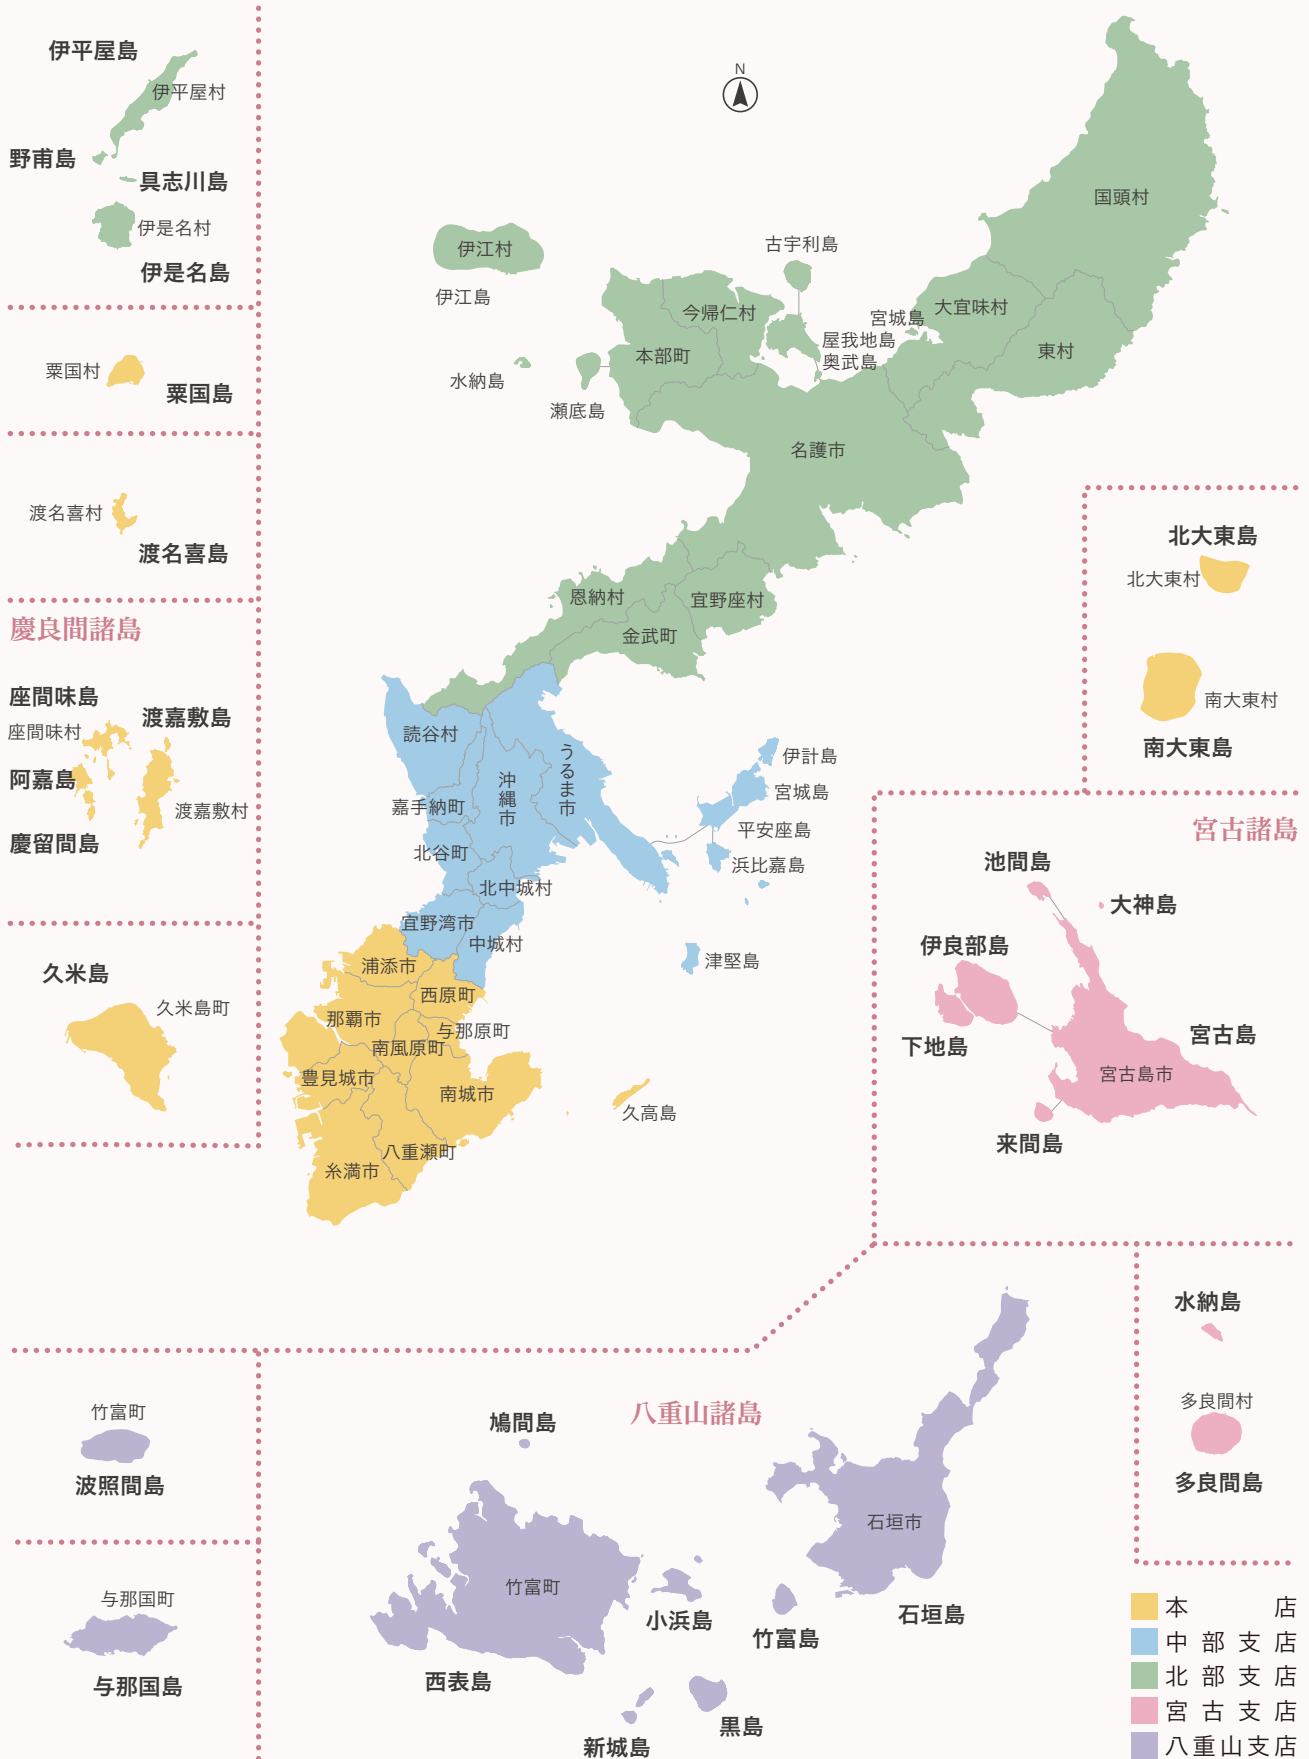 伊平屋島
伊平屋村
野甫島
具志川島
伊是名村
伊是名島
粟国村
粟国島
渡名喜村
渡名喜島
慶良間諸島
座間味島
渡嘉敷島
座間味村
阿嘉島
渡嘉敷村
慶留間島
久米島
久米島町
N
国頭村
伊江村
伊江島
古宇利島
今帰仁村
宮城島
大宜味村
屋我地島
奥武島
東村
本部町
水納島
瀬底島
名護市
恩納村
宜野座村
金武町
読谷村
沖縄市
うるま市
伊計島
宮城島
嘉手納町
平安座島
北谷町
浜比嘉島
北中城村
宜野湾市
中城村
津堅島
浦添市
西原町
那覇市
与那原町
南風原町
豊見城市
南城市
久高島
八重瀬町
糸満市
北大東島
北大東村
南大東村
南大東島
宮古諸島
池間島
大神島
伊良部島
下地島
宮古島
宮古島市
来間島
水納島
多良間村
多良間島
竹富町
波照間島
与那国町
与那国島
八重山諸島
鳩間島
石垣市
竹富町
小浜島
竹富島
石垣島
西表島
黒島
新城島
本店
中部支店
北部支店
宮古支店
八重山支店